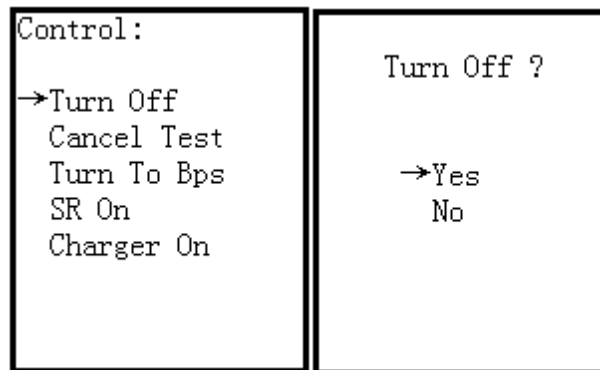 Control:
→Turn Off
Cancel Test
Turn To Bps
SR On
Charger On
Turn Off ?
→Yes
No